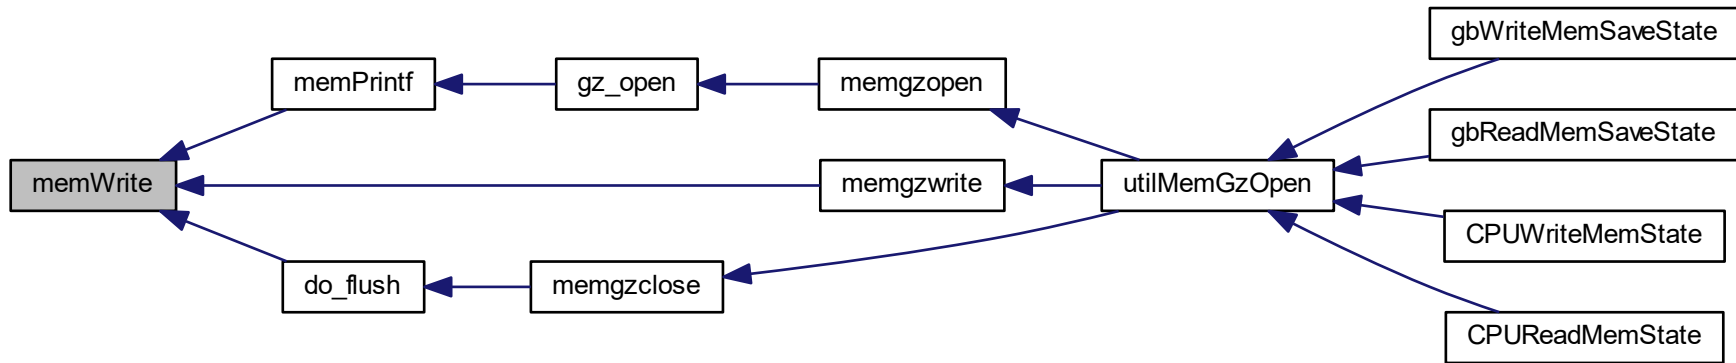 memWrite
memPrintf
gz_open
memgzopen
memgzwrite
do_flush
memgzclose
utilMemGzOpen
gbWriteMemSaveState
gbReadMemSaveState
CPUWriteMemState
CPUReadMemState